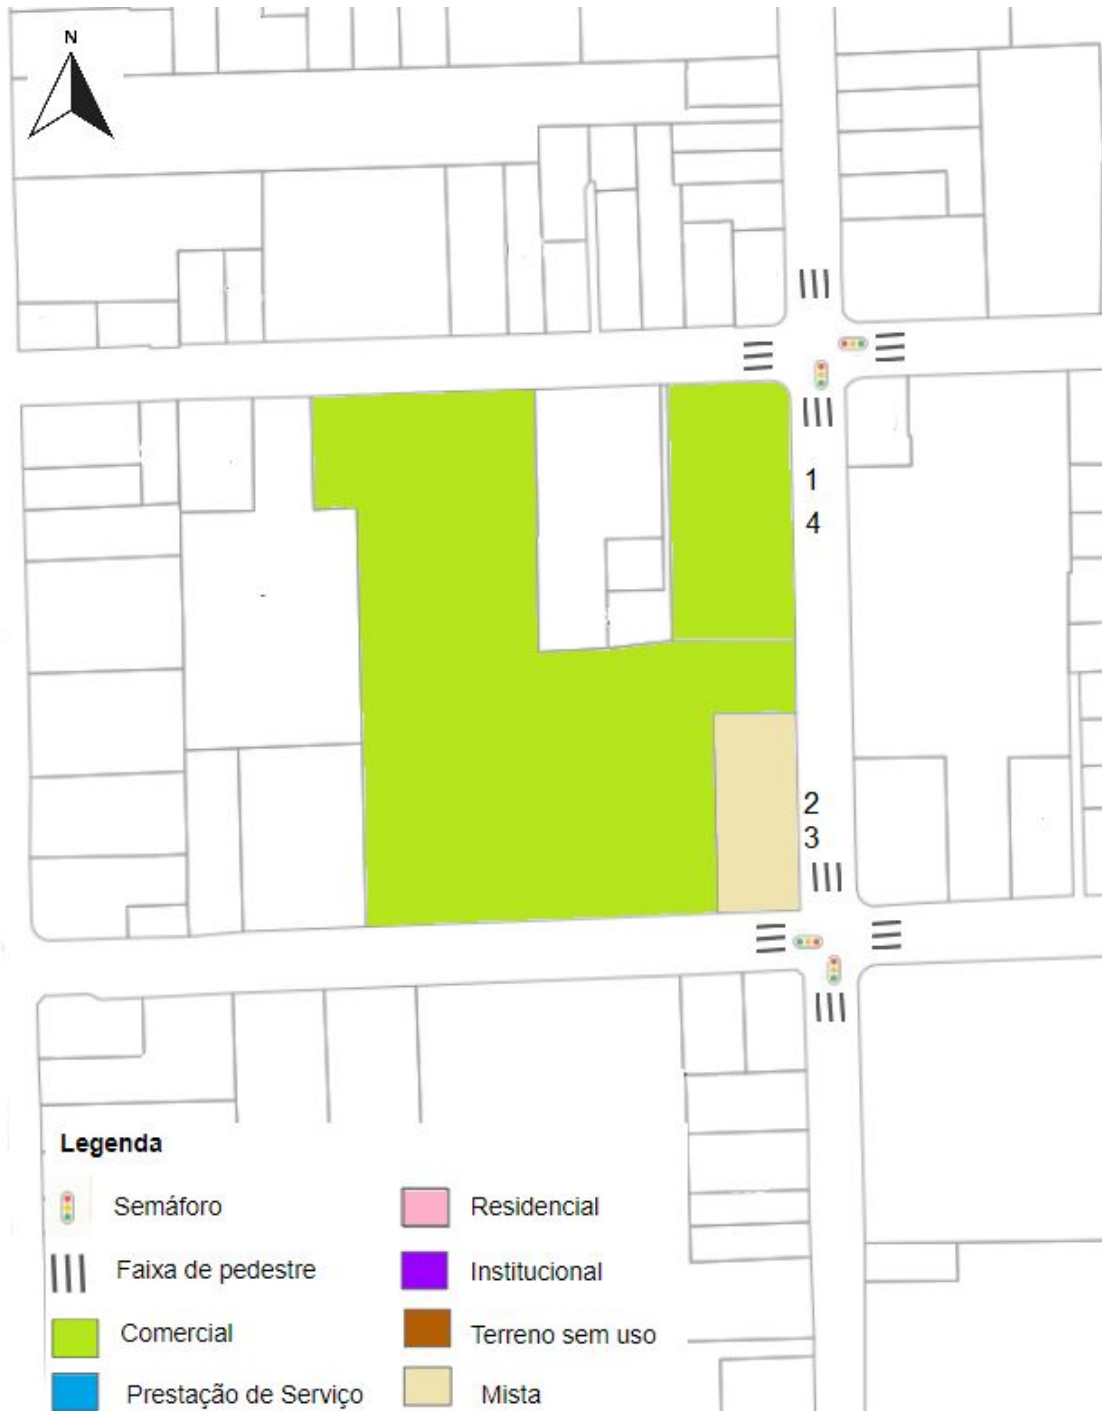 N
1
4
2
3
Legenda
Semáforo
Residencial
Faixa de pedestre
Institucional
Comercial
Terreno sem uso
Prestação de Serviço
Mista